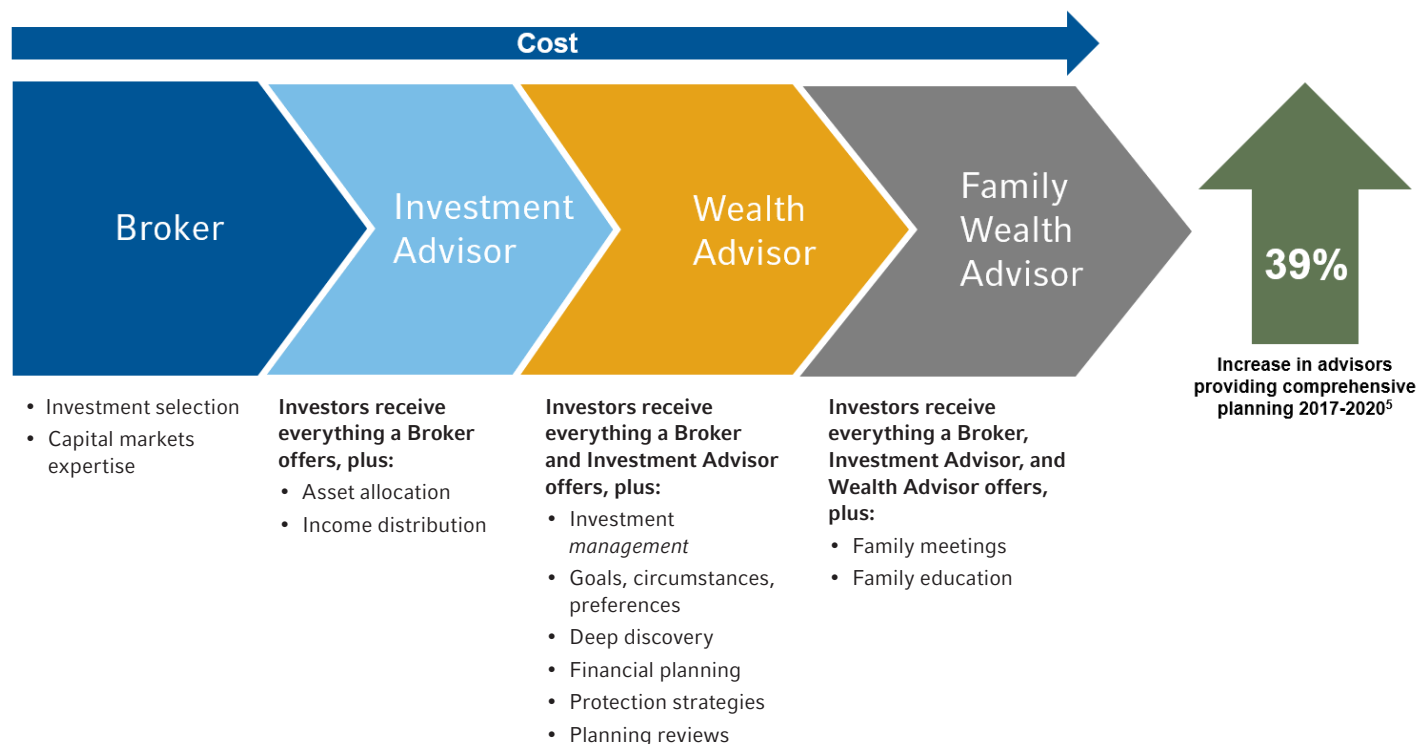 Cost
Broker
Investment
Advisor
Wealth
Advisor
Family
Wealth
Advisor
39%
Increase in advisors
providing comprehensive
planning 2017-2020⁵
• Investment selection
• Capital markets
expertise
Investors receive
everything a Broker
offers, plus:
• Asset allocation
• Income distribution
Investors receive
everything a Broker
and Investment Advisor
offers, plus:
• Investment
management
• Goals, circumstances,
preferences
• Deep discovery
• Financial planning
• Protection strategies
• Planning reviews
Investors receive
everything a Broker,
Investment Advisor, and
Wealth Advisor offers,
plus:
• Family meetings
• Family education